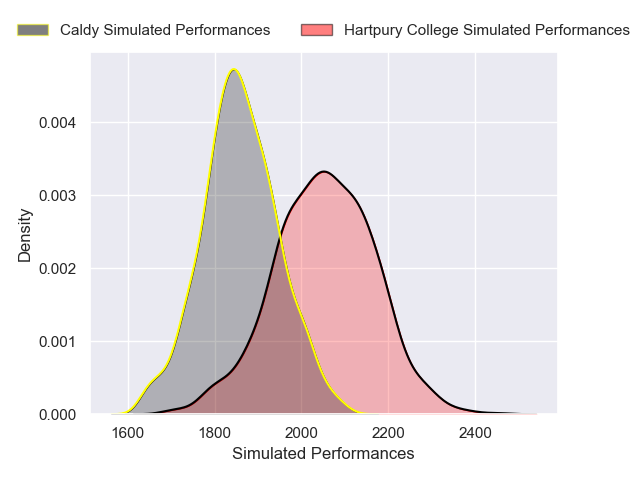 Caldy Simulated Performances
Hartpury College Simulated Performances
Density
0.004
0.003
0.002
0.001
0.000
1600
1800
2000
2200
2400
Simulated Performances